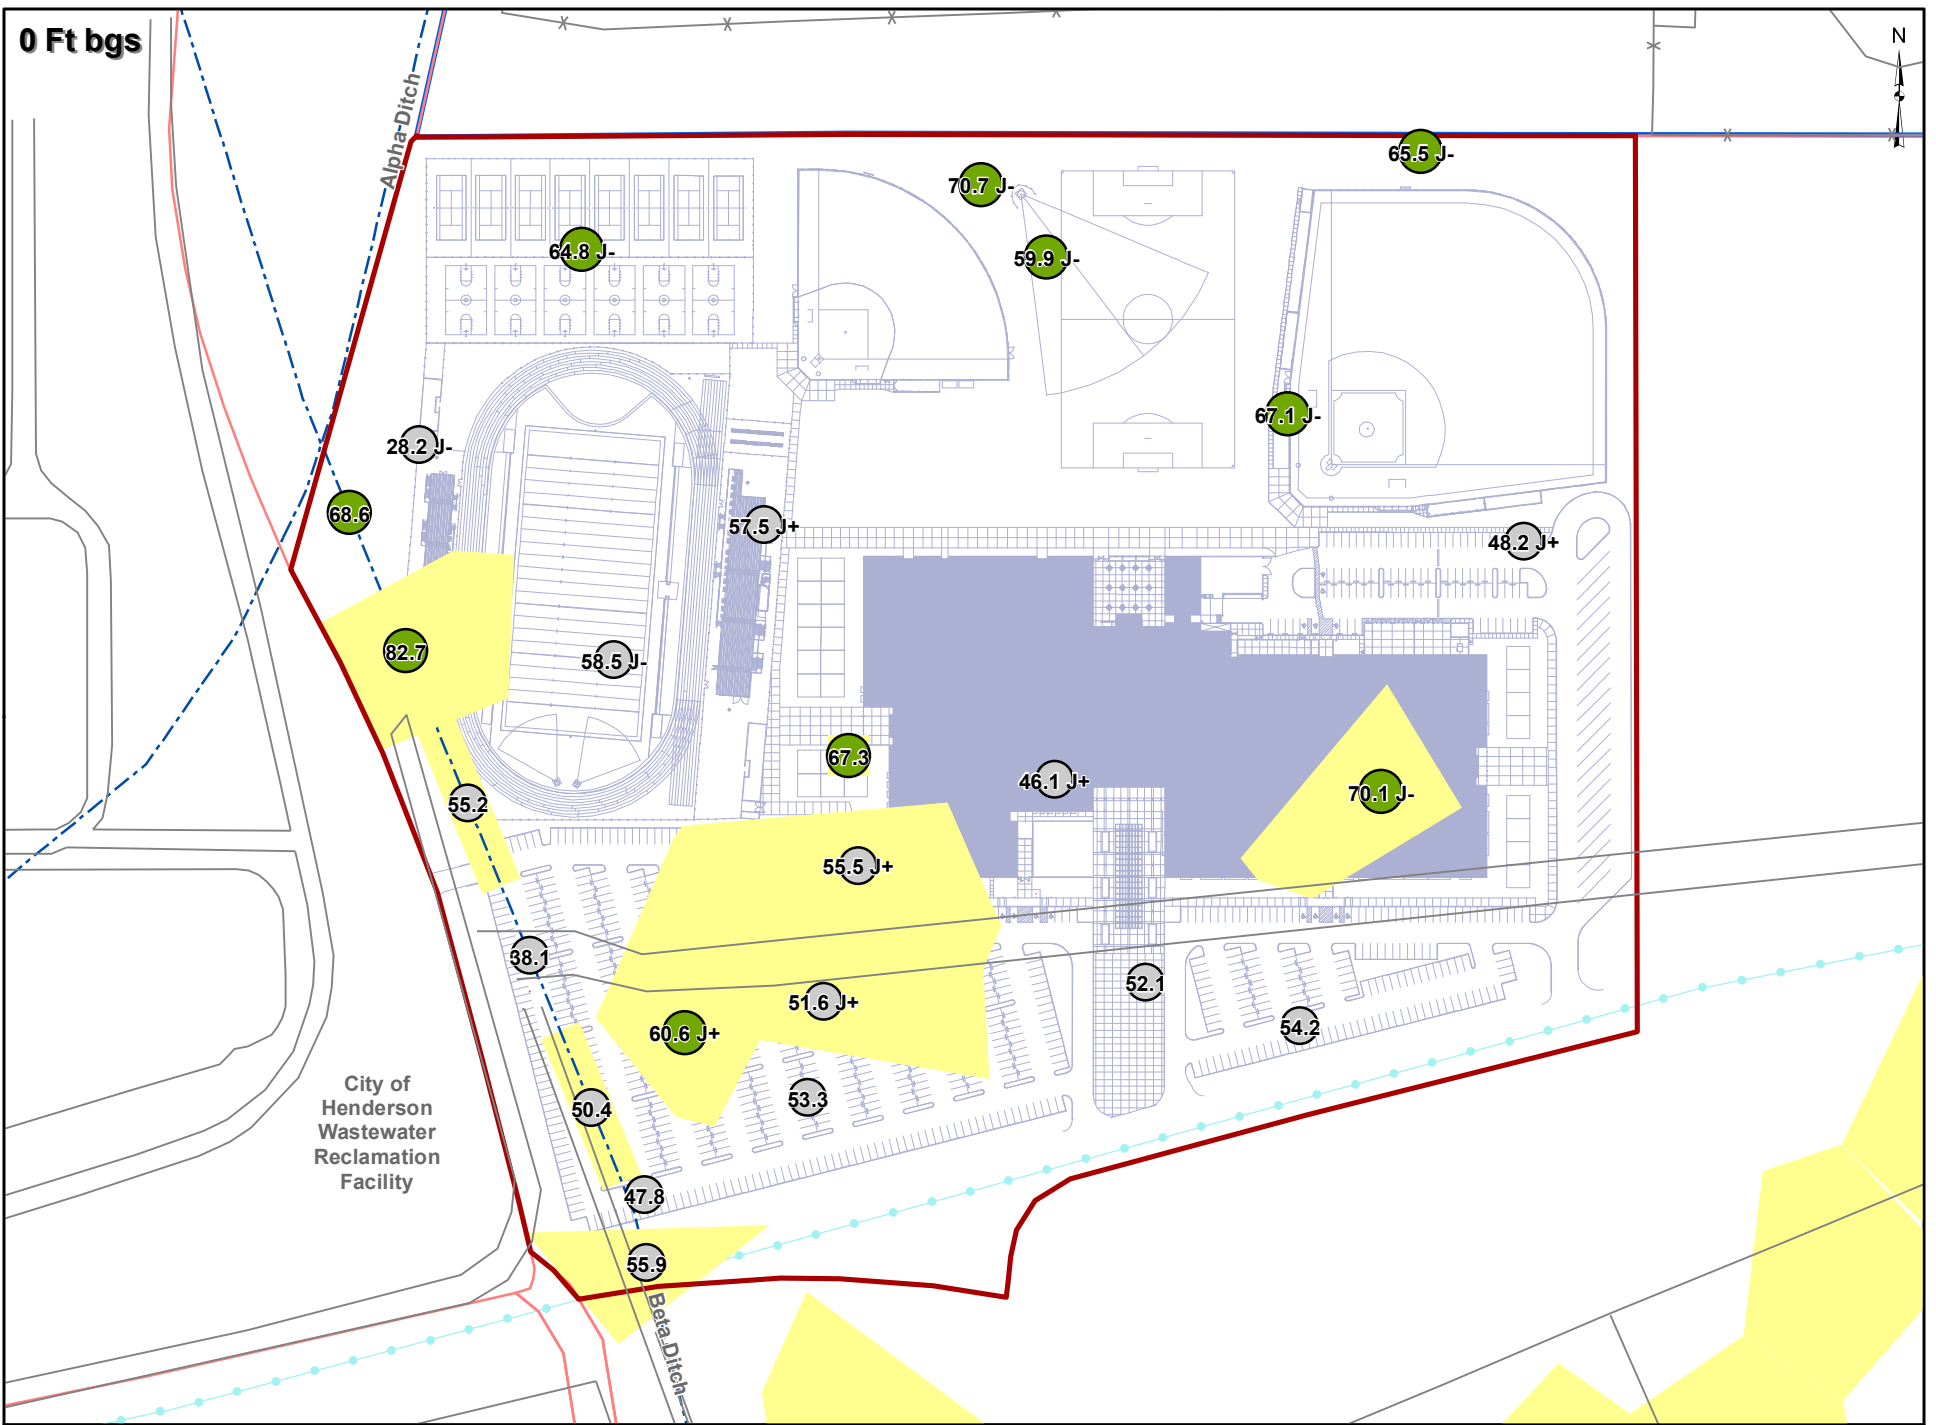 0 Ft bgs
N
Alpha Ditch
65.5 J-
70.7 J-
64.8 J-
59.9 J-
67.1 J-
28.2 J-
68.6
57.5 J+
48.2 J+
82.7
58.5 J-
67.3
46.1 J+
70.1 J-
55.2
55.5 J+
38.1
52.1
51.6 J+
60.6 J+
54.2
53.3
50.4
City of
Henderson
Wastewater
Reclamation
Facility
47.8
55.9
Beta Ditch